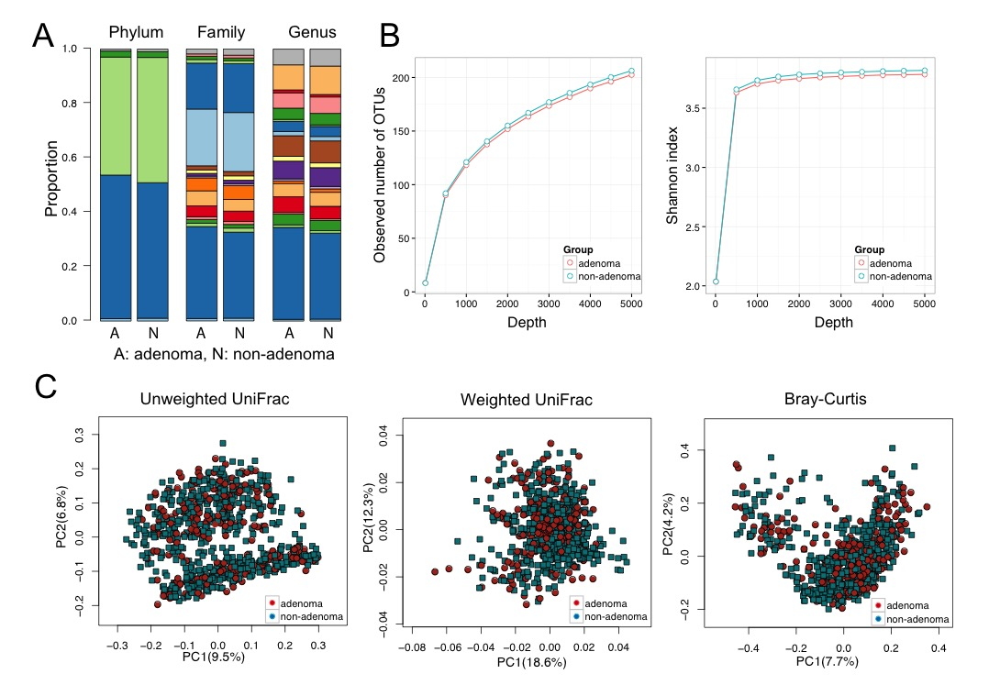 A
Phylum Family Genus
1.0
0.8
0.6
0.4
0.2
0.0
Proportion
A N A N A N
A: adenoma, N: non-adenoma
B
200
150
100
50
0
Observed number of OTUs
0 1000 2000 3000 4000 5000
Depth
Group
adenoma
non-adenoma
3.5
3.0
2.5
2.0
Shannon index
0 1000 2000 3000 4000 5000
Depth
Group
adenoma
non-adenoma
C
Unweighted UniFrac
0.3
0.2
0.1
0.0
−0.1
−0.2
PC2(6.8%)
−0.3 −0.2 −0.1 0.0 0.1 0.2 0.3
PC1(9.5%)
adenoma
non-adenoma
Weighted UniFrac
0.04
0.02
0.00
−0.02
−0.04
PC2(12.3%)
−0.08 −0.06 −0.04 −0.02 0.00 0.02 0.04
PC1(18.6%)
adenoma
non-adenoma
Bray-Curtis
0.4
0.2
0.0
−0.2
PC2(4.2%)
−0.4 −0.2 0.0 0.2 0.4
PC1(7.7%)
adenoma
non-adenoma